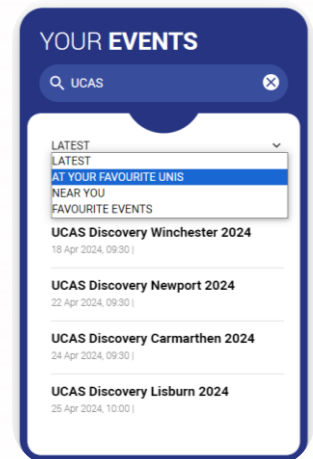 YOUR EVENTS
UCAS
LATEST
LATEST
AT YOUR FAVOURITE UNIS
NEAR YOU
FAVOURITE EVENTS
UCAS Discovery Winchester 2024
18 Apr 2024, 09:30 |
UCAS Discovery Newport 2024
22 Apr 2024, 09:30 |
UCAS Discovery Carmarthen 2024
24 Apr 2024, 09:30 |
UCAS Discovery Lisburn 2024
25 Apr 2024, 10:00 |